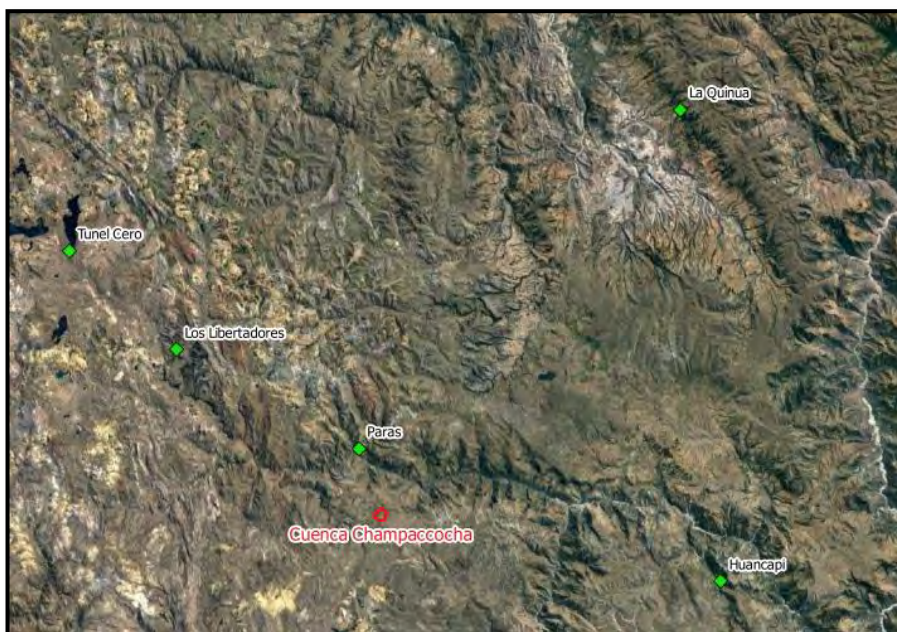 La Quinua
Tunel Cero
Los Libertadores
Paras
Cuenca Champaccocha
Huancapi